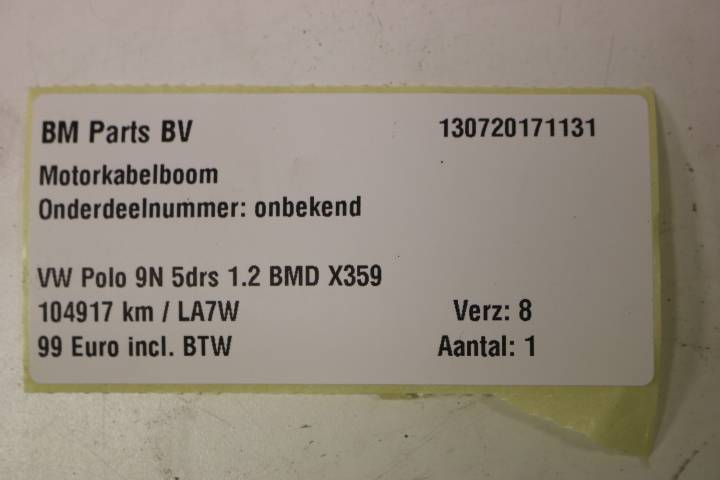 BM Parts BV 130720171131
Motorkabelboom
Onderdeelnummer: onbekend
VW Polo 9N 5drs 1.2 BMD X359
104917 km / LA7W Verz: 8
99 Euro incl. BTW Aantal: 1